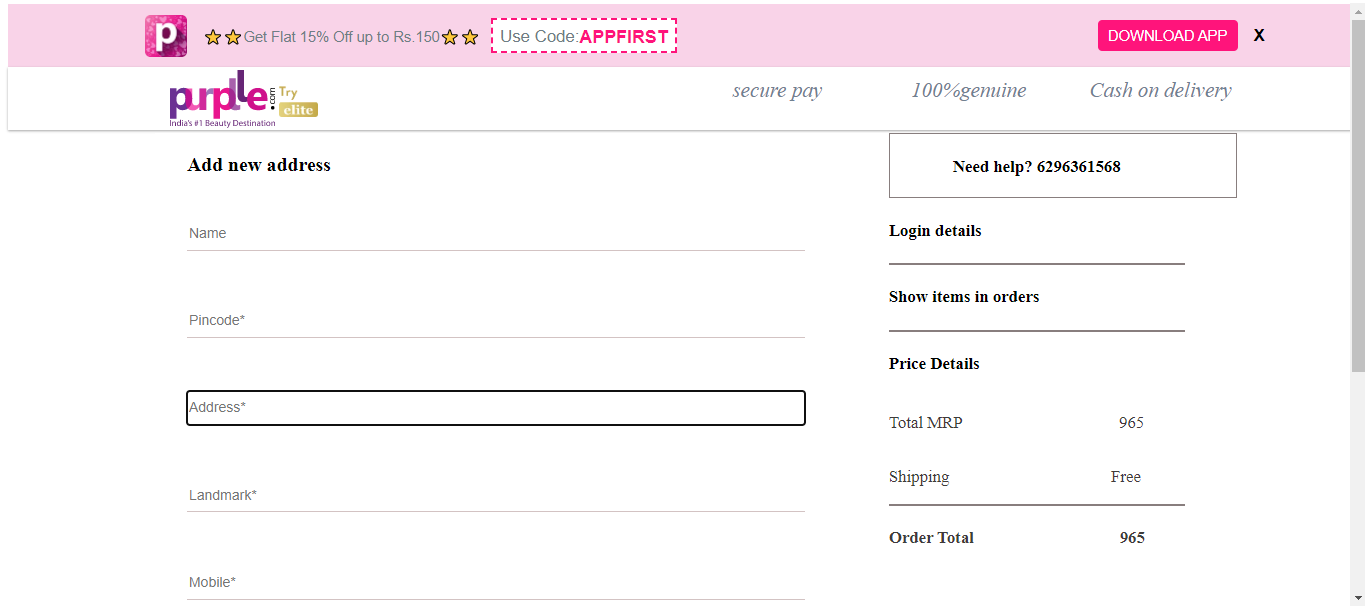 p
Get Flat 15% Off up to Rs.150
Use Code:APPFIRST
DOWNLOAD APP
X
purplle.com
Try
elite
India's #1 Beauty Destination
secure pay
100%genuine
Cash on delivery
Add new address
Name
Pincode*
Address*
Landmark*
Mobile*
Need help? 6296361568
Login details
Show items in orders
Price Details
Total MRP 965
Shipping Free
Order Total 965